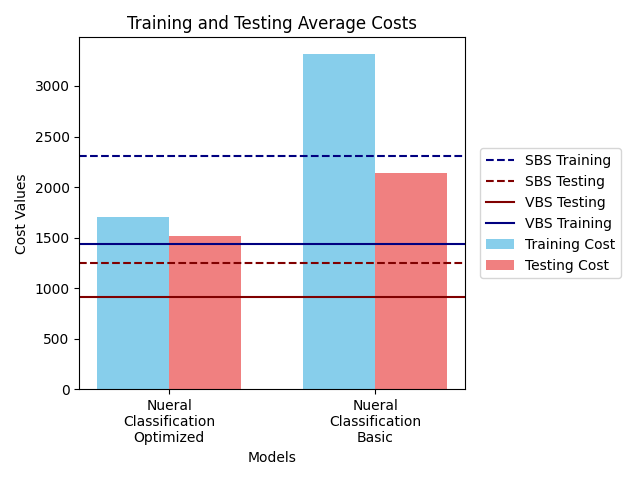 Training and Testing Average Costs
Cost Values
3000
2500
2000
1500
1000
500
0
SBS Training
SBS Testing
VBS Testing
VBS Training
Training Cost
Testing Cost
Nueral
Classification
Optimized
Nueral
Classification
Basic
Models